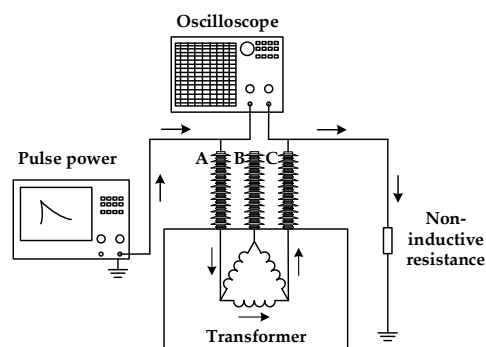 Oscilloscope
Pulse power
A B C
Non-
inductive
resistance
Transformer